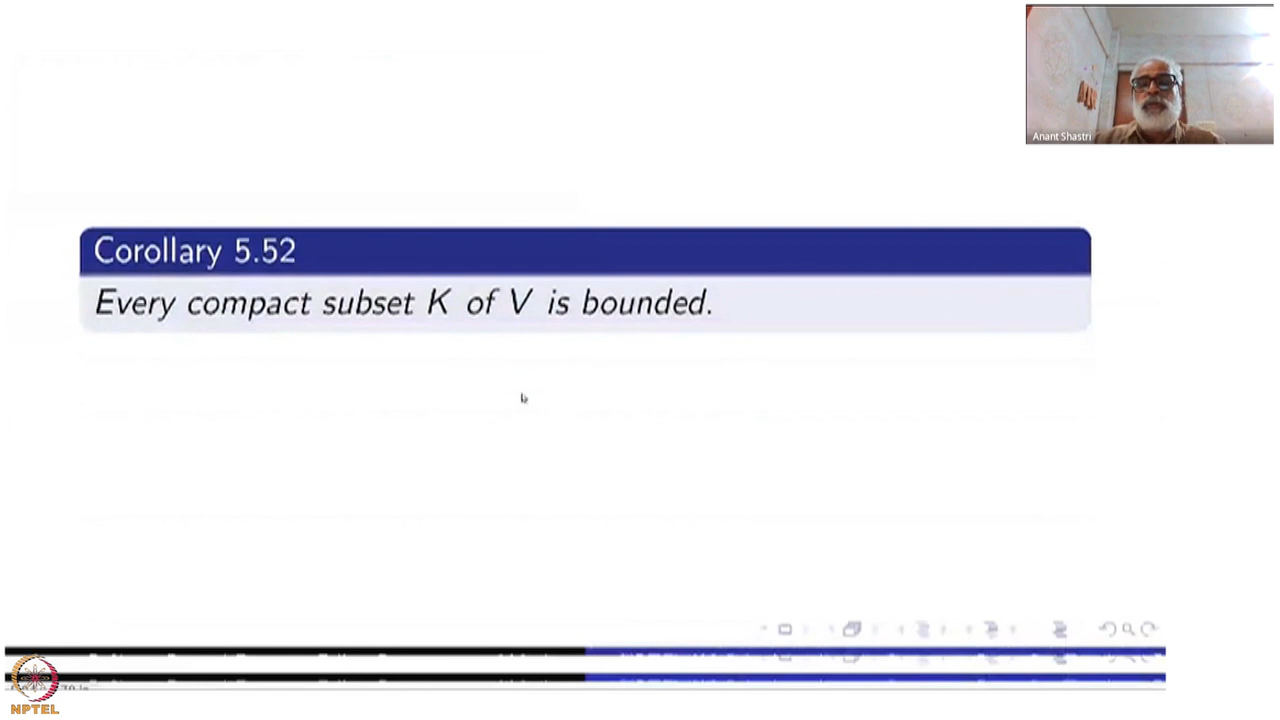 Anant Shastri
Corollary 5.52
Every compact subset K of V is bounded.
NPTEL